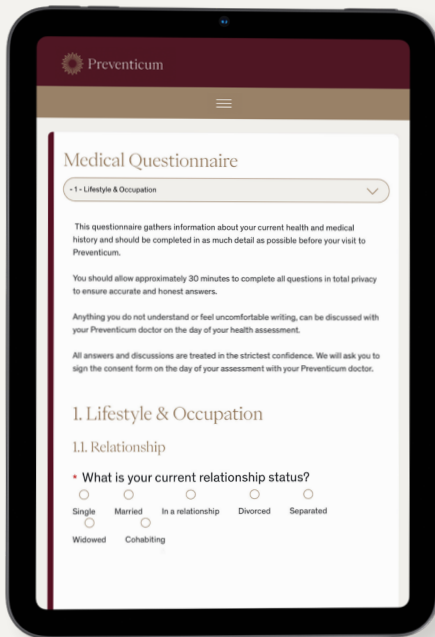 Preventicum
Medical Questionnaire
- 1 - Lifestyle & Occupation
This questionnaire gathers information about your current health and medical
history and should be completed in as much detail as possible before your visit to
Preventicum.
You should allow approximately 30 minutes to complete all questions in total privacy
to ensure accurate and honest answers.
Anything you do not understand or feel uncomfortable writing, can be discussed with
your Preventicum doctor on the day of your health assessment.
All answers and discussions are treated in the strictest confidence. We will ask you to
sign the consent form on the day of your assessment with your Preventicum doctor.
1. Lifestyle & Occupation
1.1. Relationship
* What is your current relationship status?
Single Married In a relationship Divorced Separated
Widowed Cohabiting